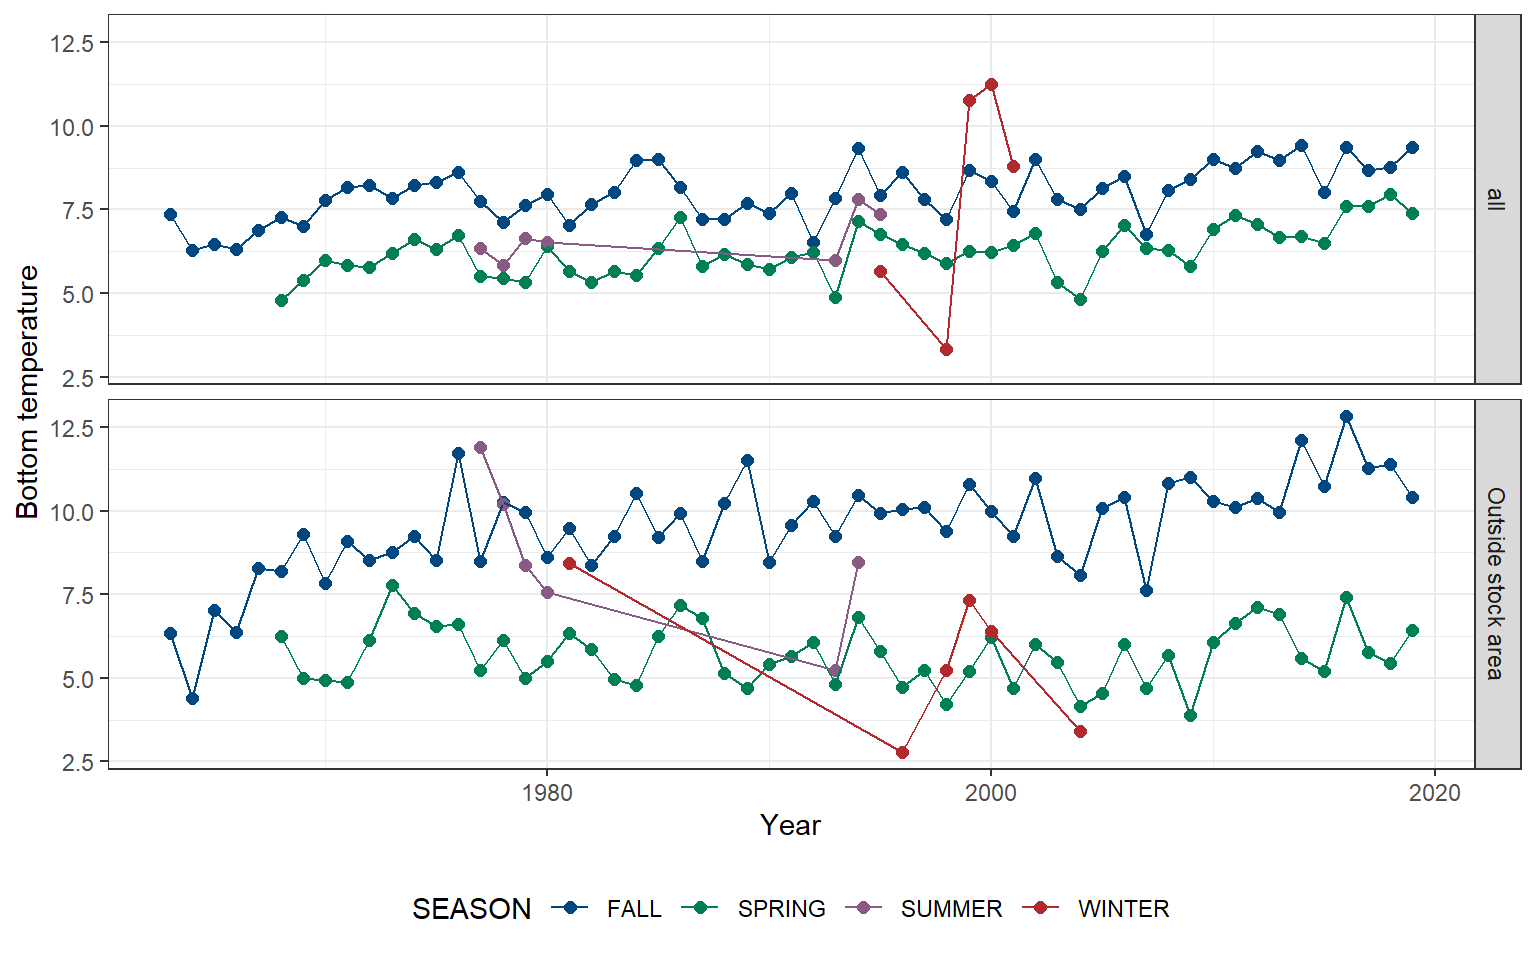 12.5
10.0
7.5
5.0
2.5
all
12.5
10.0
7.5
5.0
2.5
Outside stock area
Bottom temperature
1980 2000 2020
Year
SEASON FALL SPRING SUMMER WINTER